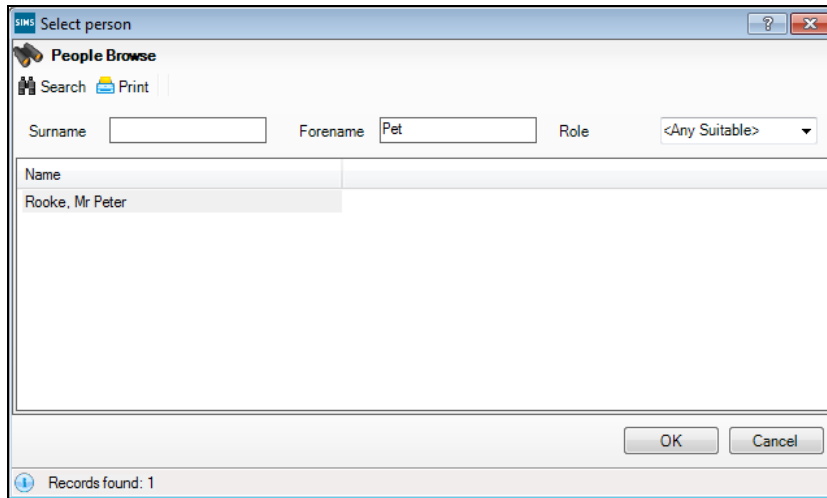 SIMS Select person ?
People Browse
Search Print
Surname Forename Pet Role <Any Suitable>
Name
Rooke, Mr Peter
OK Cancel
Records found: 1